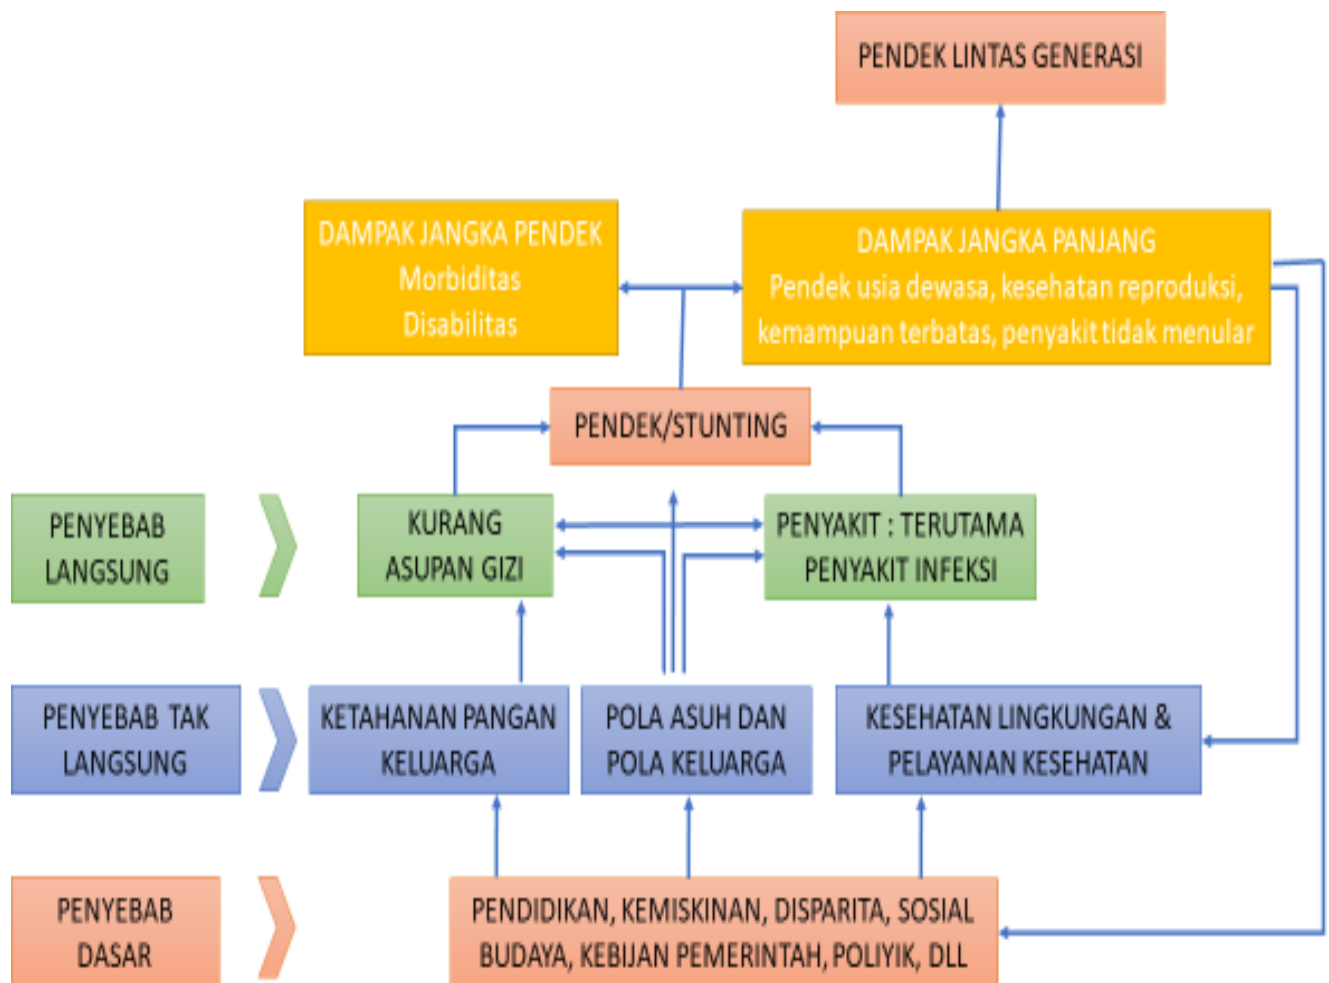 PENDEK LINTAS GENERASI
DAMPAK JANGKA PENDEK
Morbiditas
Disabilitas
DAMPAK JANGKA PANJANG
Pendek usia dewasa, kesehatan reproduksi,
kemampuan terbatas, penyakit tidak menular
PENDEK/STUNTING
PENYEBAB
LANGSUNG
KURANG
ASUPAN GIZI
PENYAKIT : TERUTAMA
PENYAKIT INFEKSI
PENYEBAB TAK
LANGSUNG
KETAHANAN PANGAN
KELUARGA
POLA ASUH DAN
POLA KELUARGA
KESEHATAN LINGKUNGAN &
PELAYANAN KESEHATAN
PENYEBAB
DASAR
PENDIDIKAN, KEMISKINAN, DISPARITA, SOSIAL
BUDAYA, KEBIJAN PEMERINTAH, POLIYIK, DLL